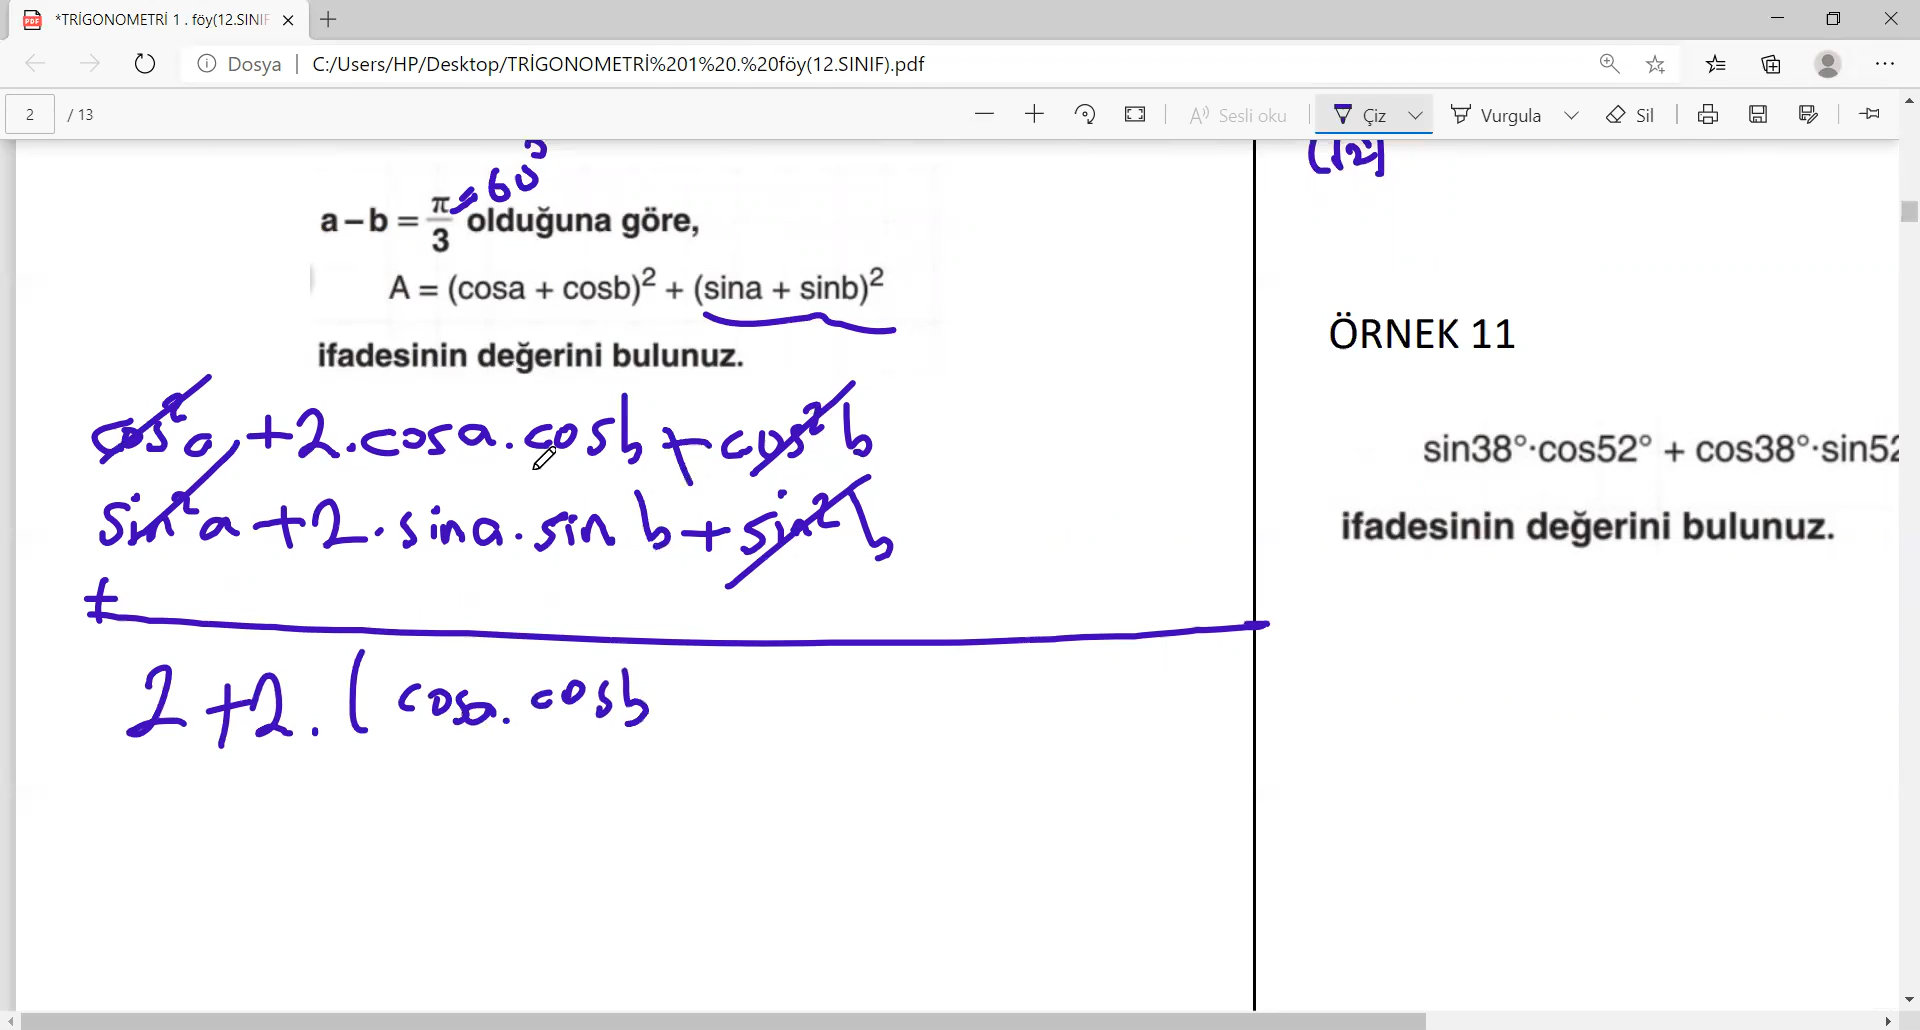 *TRİGONOMETRİ 1 . föy(12.SINIF
Dosya | C:/Users/HP/Desktop/TRİGONOMETRİ%201%20.%20föy(12.SINIF).pdf
2 / 13
Sesli oku
Çiz
Vurgula
Sil
= 60°
a – b = π/3 olduğuna göre,
A = (cosa + cosb)² + (sina + sinb)²
ifadesinin değerini bulunuz.
cos²a + 2.cosa.cosb + cos²b
sin²a + 2.sina.sin b + sin²b
+
2 + 2 . ( cosa. cosb
ÖRNEK 11
sin38°·cos52° + cos38°·sin52
ifadesinin değerini bulunuz.